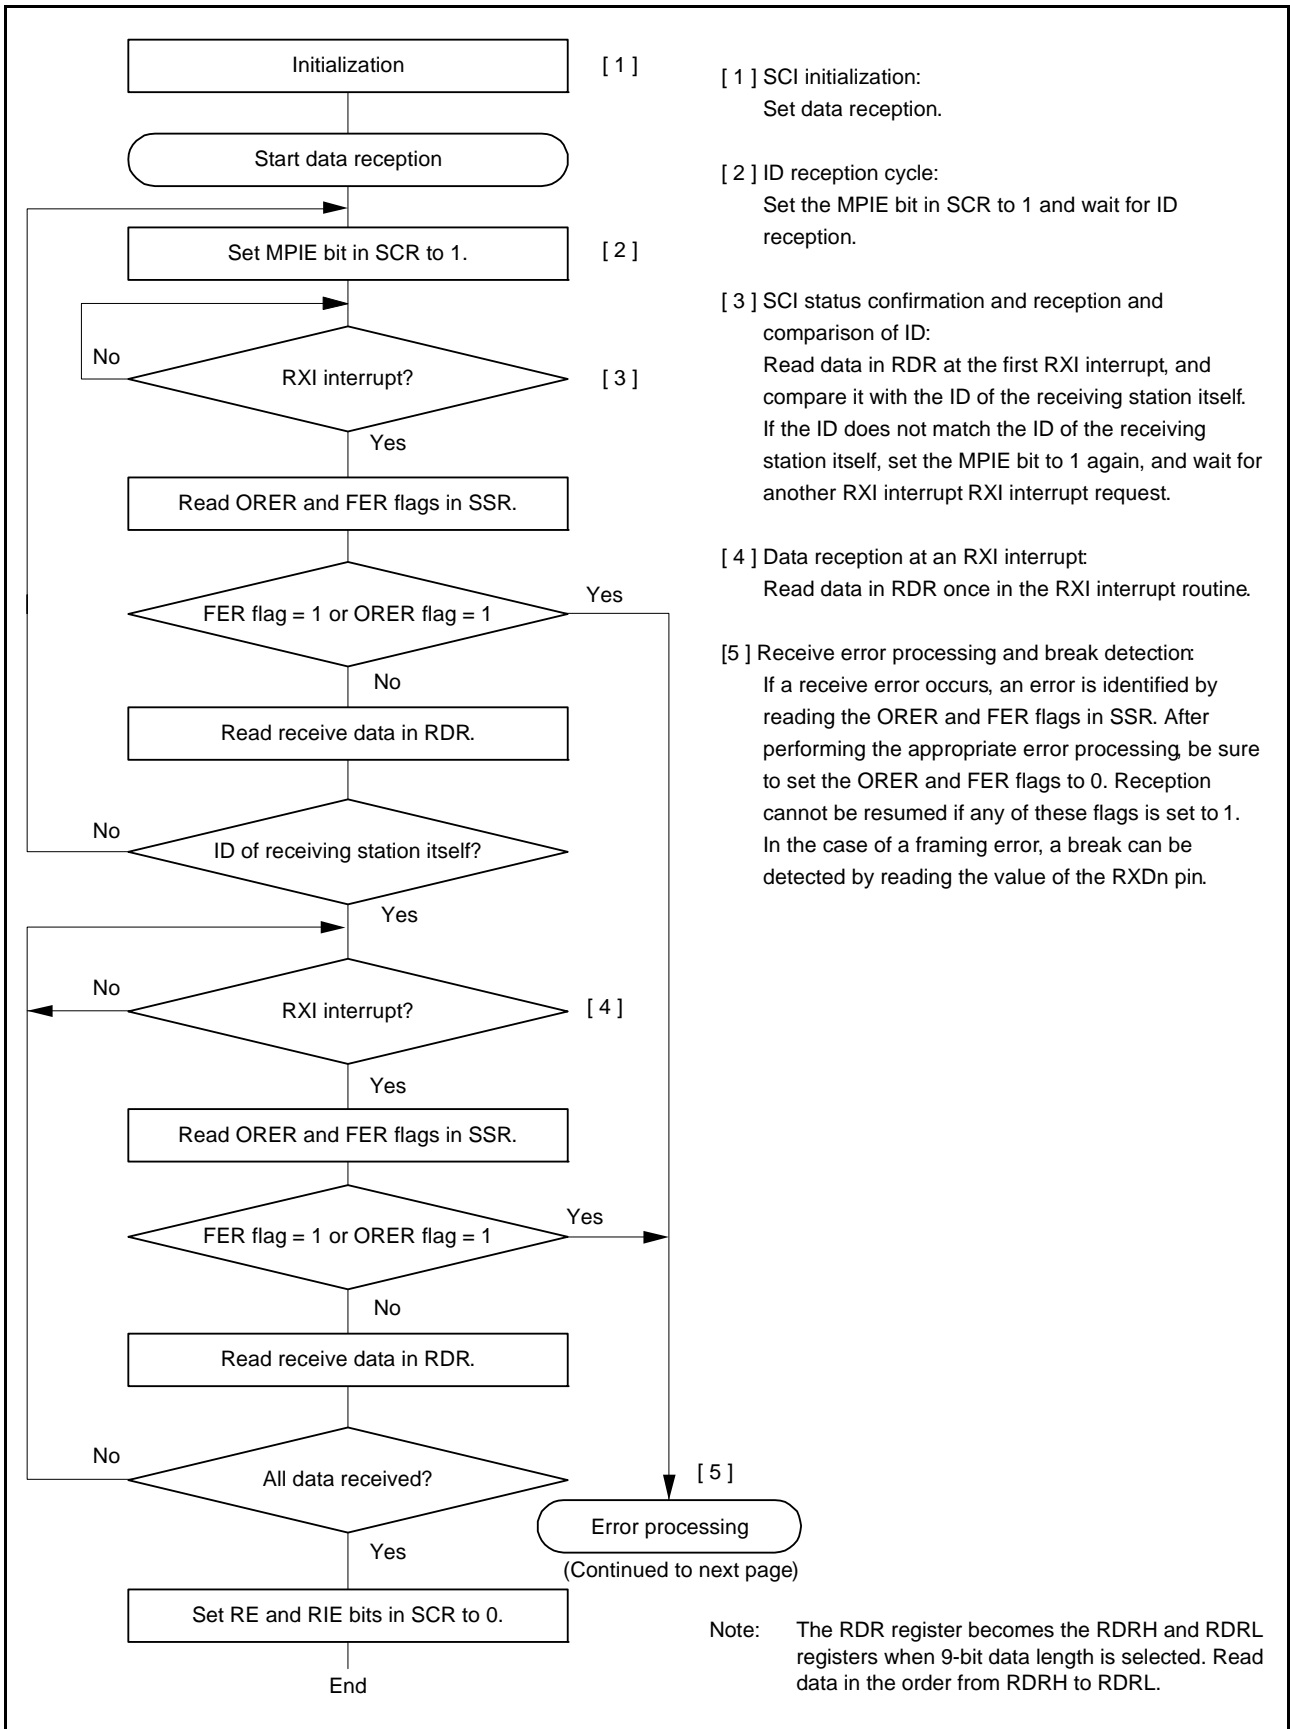 Initialization
[ 1 ]
Start data reception
Set MPIE bit in SCR to 1.
[ 2 ]
No
RXI interrupt?
[ 3 ]
Yes
Read ORER and FER flags in SSR.
FER flag = 1 or ORER flag = 1
Yes
No
Read receive data in RDR.
No
ID of receiving station itself?
Yes
No
RXI interrupt?
[ 4 ]
Yes
Read ORER and FER flags in SSR.
FER flag = 1 or ORER flag = 1
Yes
No
Read receive data in RDR.
No
All data received?
[ 5 ]
Error processing
(Continued to next page)
Yes
Set RE and RIE bits in SCR to 0.
End
[ 1 ] SCI initialization:
Set data reception.
[ 2 ] ID reception cycle:
Set the MPIE bit in SCR to 1 and wait for ID
reception.
[ 3 ] SCI status confirmation and reception and
comparison of ID:
Read data in RDR at the first RXI interrupt, and
compare it with the ID of the receiving station itself.
If the ID does not match the ID of the receiving
station itself, set the MPIE bit to 1 again, and wait for
another RXI interrupt RXI interrupt request.
[ 4 ] Data reception at an RXI interrupt:
Read data in RDR once in the RXI interrupt routine.
[5 ] Receive error processing and break detection:
If a receive error occurs, an error is identified by
reading the ORER and FER flags in SSR. After
performing the appropriate error processing, be sure
to set the ORER and FER flags to 0. Reception
cannot be resumed if any of these flags is set to 1.
In the case of a framing error, a break can be
detected by reading the value of the RXDn pin.
Note: The RDR register becomes the RDRH and RDRL
registers when 9-bit data length is selected. Read
data in the order from RDRH to RDRL.